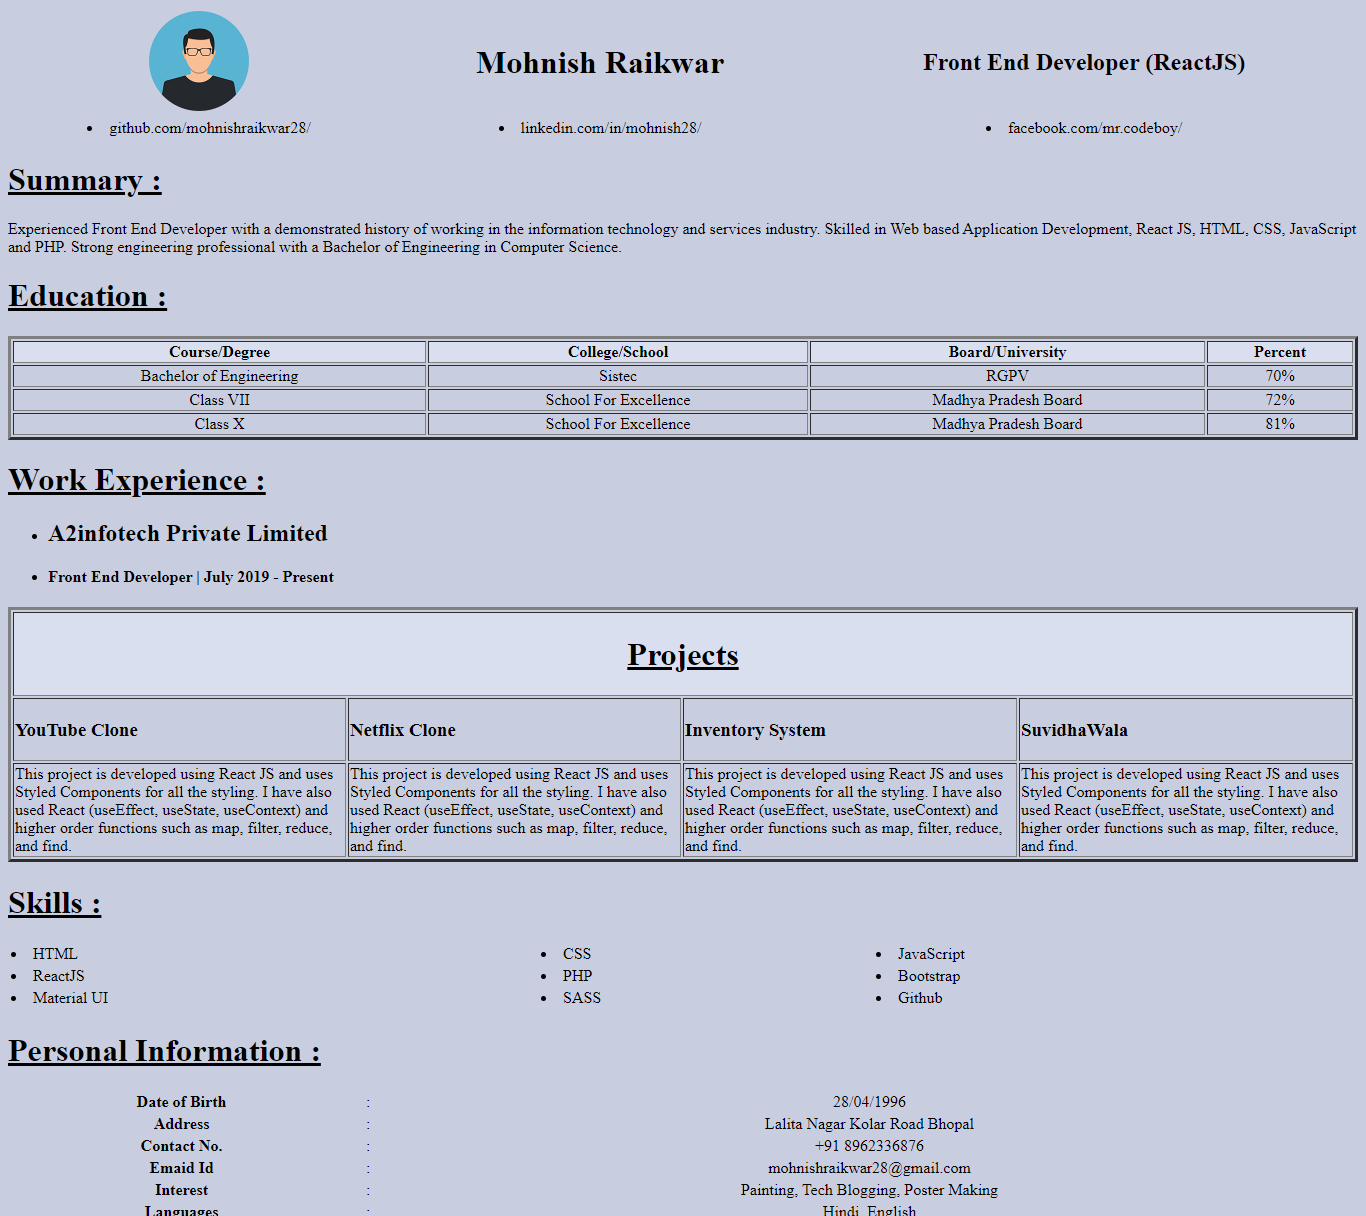 Mohnish Raikwar
Front End Developer (ReactJS)
github.com/mohnishraikwar28/
linkedin.com/in/mohnish28/
facebook.com/mr.codeboy/
Summary :
Experienced Front End Developer with a demonstrated history of working in the information technology and services industry. Skilled in Web based Application Development, React JS, HTML, CSS, JavaScript
and PHP. Strong engineering professional with a Bachelor of Engineering in Computer Science.
Education :
Course/Degree College/School Board/University Percent
Bachelor of Engineering Sistec RGPV 70%
Class VII School For Excellence Madhya Pradesh Board 72%
Class X School For Excellence Madhya Pradesh Board 81%
Work Experience :
A2infotech Private Limited
Front End Developer | July 2019 - Present
Projects
YouTube Clone
This project is developed using React JS and uses
Styled Components for all the styling. I have also
used React (useEffect, useState, useContext) and
higher order functions such as map, filter, reduce,
and find.
Netflix Clone
This project is developed using React JS and uses
Styled Components for all the styling. I have also
used React (useEffect, useState, useContext) and
higher order functions such as map, filter, reduce,
and find.
Inventory System
This project is developed using React JS and uses
Styled Components for all the styling. I have also
used React (useEffect, useState, useContext) and
higher order functions such as map, filter, reduce,
and find.
SuvidhaWala
This project is developed using React JS and uses
Styled Components for all the styling. I have also
used React (useEffect, useState, useContext) and
higher order functions such as map, filter, reduce,
and find.
Skills :
HTML CSS JavaScript
ReactJS PHP Bootstrap
Material UI SASS Github
Personal Information :
Date of Birth : 28/04/1996
Address : Lalita Nagar Kolar Road Bhopal
Contact No. : +91 8962336876
Emaid Id : mohnishraikwar28@gmail.com
Interest : Painting, Tech Blogging, Poster Making
Languages : Hindi, English